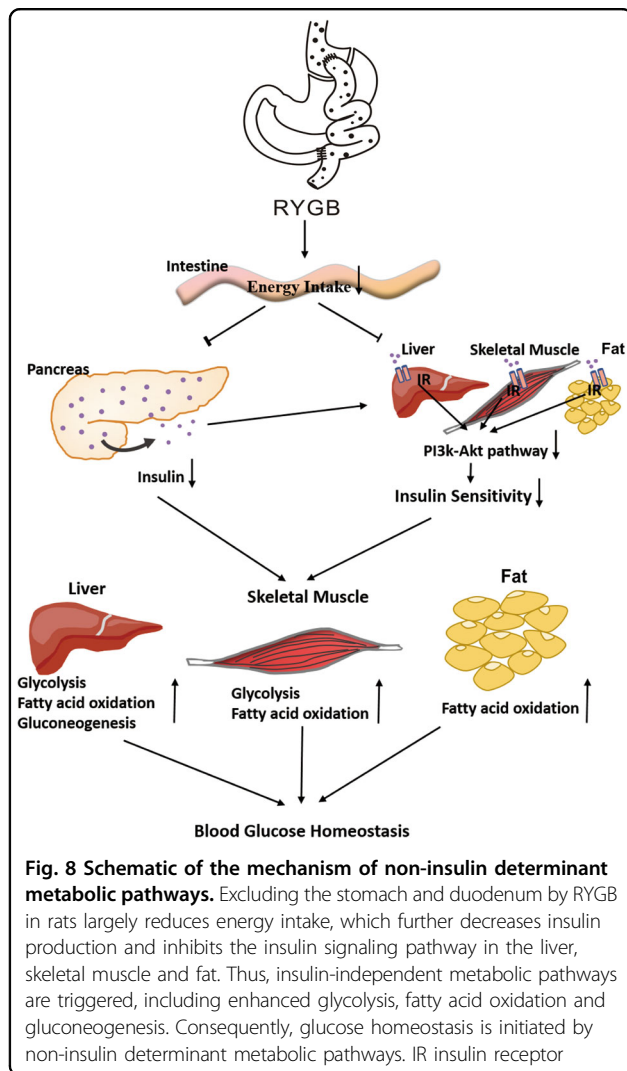 RYGB
Intestine
Energy Intake
Pancreas
Liver
Skeletal Muscle
Fat
IR
IR
IR
PI3k-Akt pathway
Insulin
Insulin Sensitivity
Liver
Skeletal Muscle
Fat
Glycolysis
Fatty acid oxidation
Gluconeogenesis
Glycolysis
Fatty acid oxidation
Fatty acid oxidation
Blood Glucose Homeostasis
Fig. 8 Schematic of the mechanism of non-insulin determinant
metabolic pathways. Excluding the stomach and duodenum by RYGB
in rats largely reduces energy intake, which further decreases insulin
production and inhibits the insulin signaling pathway in the liver,
skeletal muscle and fat. Thus, insulin-independent metabolic pathways
are triggered, including enhanced glycolysis, fatty acid oxidation and
gluconeogenesis. Consequently, glucose homeostasis is initiated by
non-insulin determinant metabolic pathways. IR insulin receptor